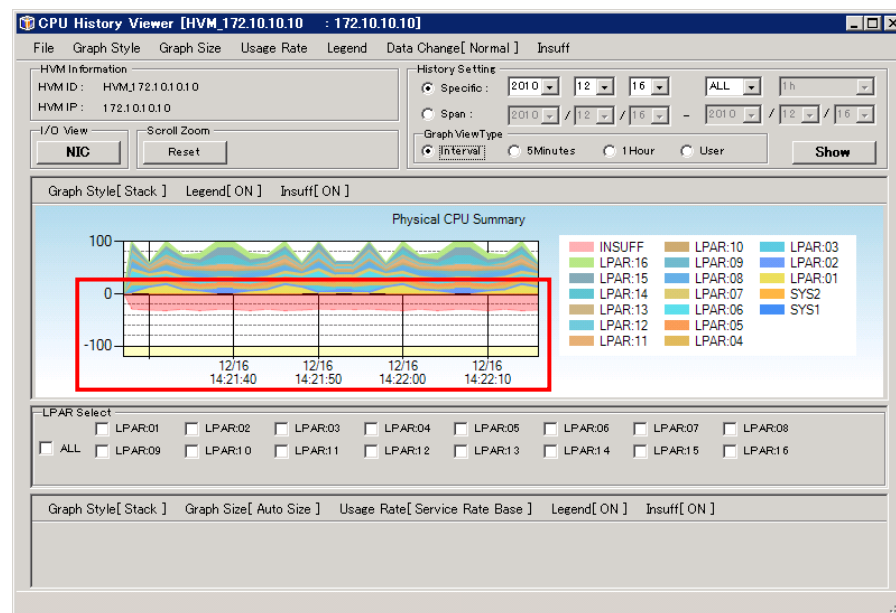 CPU History Viewer [HVM_172.10.10.10 : 172.10.10.10]
File Graph Style Graph Size Usage Rate Legend Data Change[ Normal ] Insuff
HVM Information
HVM ID : HVM_172.10.10.10
HVM IP : 172.10.10.10
History Setting
Specific : 2010 12 16 ALL 1h
Span : 2010 / 12 / 16 - 2010 / 12 / 16
I/O View
NIC
Scroll Zoom
Reset
Graph View Type
Interval 5Minutes 1Hour User
Show
Graph Style[ Stack ] Legend[ ON ] Insuff[ ON ]
Physical CPU Summary
100
0
-100
12/16 12/16 12/16 12/16
14:21:40 14:21:50 14:22:00 14:22:10
INSUFF LPAR:10 LPAR:03
LPAR:16 LPAR:09 LPAR:02
LPAR:15 LPAR:08 LPAR:01
LPAR:14 LPAR:07 SYS2
LPAR:13 LPAR:06 SYS1
LPAR:12 LPAR:05
LPAR:11 LPAR:04
LPAR Select
LPAR:01 LPAR:02 LPAR:03 LPAR:04 LPAR:05 LPAR:06 LPAR:07 LPAR:08
ALL LPAR:09 LPAR:10 LPAR:11 LPAR:12 LPAR:13 LPAR:14 LPAR:15 LPAR:16
Graph Style[ Stack ] Graph Size[ Auto Size ] Usage Rate[ Service Rate Base ] Legend[ ON ] Insuff[ ON ]